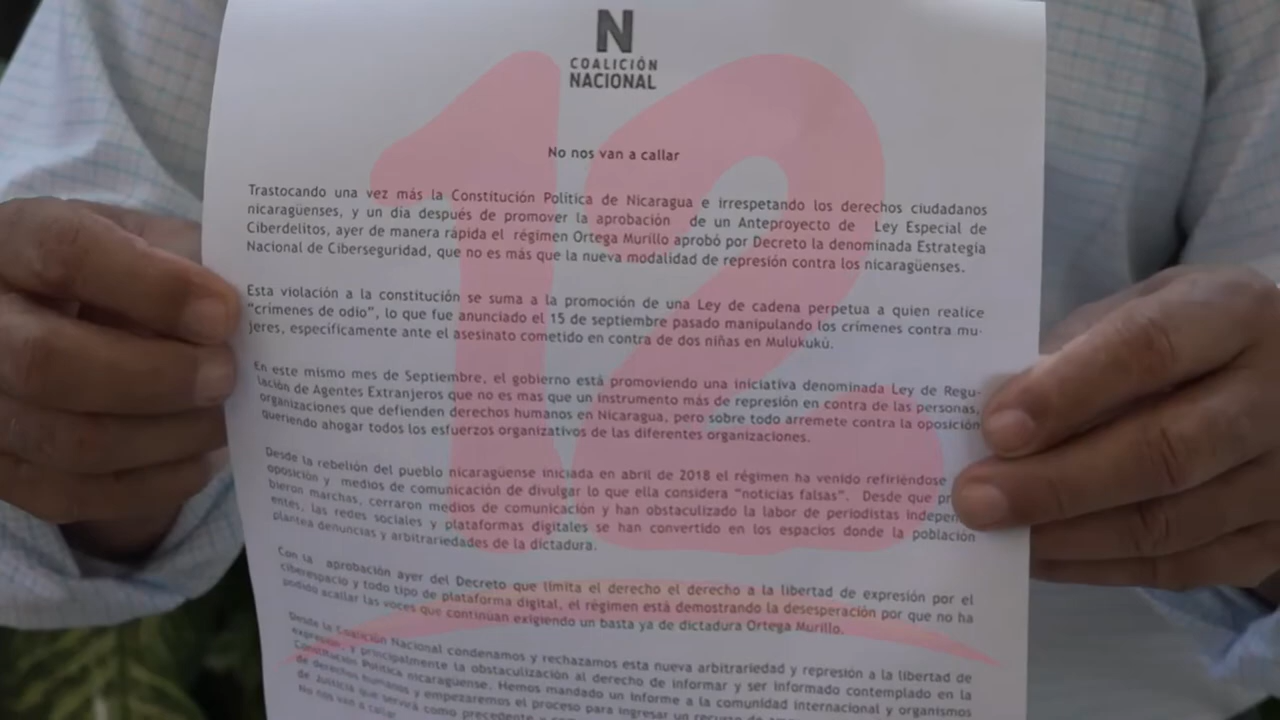 N
COALICIÓN
NACIONAL
12
No nos van a callar
Trastocando una vez más la Constitución Política de Nicaragua e irrespetando los derechos ciudadanos
nicaragüenses, y un día después de promover la aprobación de un Anteproyecto de Ley Especial de
Ciberdelitos, ayer de manera rápida el régimen Ortega Murillo aprobó por Decreto la denominada Estrategia
Nacional de Ciberseguridad, que no es más que la nueva modalidad de represión contra los nicaragüenses.
Esta violación a la constitución se suma a la promoción de una Ley de cadena perpetua a quien realice
"crímenes de odio", lo que fue anunciado el 15 de septiembre pasado manipulando los crímenes contra mu-
jeres, específicamente ante el asesinato cometido en contra de dos niñas en Mulukukú.
En este mismo mes de Septiembre, el gobierno está promoviendo una iniciativa denominada Ley de Regu-
lación de Agentes Extranjeros que no es mas que un instrumento más de represión en contra de las personas,
organizaciones que defienden derechos humanos en Nicaragua, pero sobre todo arremete contra la oposición
queriendo ahogar todos los esfuerzos organizativos de las diferentes organizaciones.
Desde la rebelión del pueblo nicaragüense iniciada en abril de 2018 el régimen ha venido refiriéndose
oposición y medios de comunicación de divulgar lo que ella considera "noticias falsas". Desde que
bieron marchas, cerraron medios de comunicación y han obstaculizado la labor de periodistas indepen
entes, las redes sociales y plataformas digitales se han convertido en los espacios donde la población
plantea denuncias y arbitrariedades de la dictadura.
Con la aprobación ayer del Decreto que limita el derecho el derecho a la libertad de expresión por el
ciberespacio y todo tipo de plataforma digital, el régimen está demostrando la desesperación por que no ha
podido acallar las voces que continúan exigiendo un basta ya de dictadura Ortega Murillo.
Desde la Coalición Nacional condenamos y rechazamos esta nueva arbitrariedad y represión a la libertad de
expresión, y principalmente la obstaculización al derecho de informar y ser informado contemplado en la
Constitución Política nicaragüense. Hemos mandado un informe a la comunidad internacional y organismos
de derechos humanos y empezaremos el proceso para ingresar un recurso de
de Justicia que servirá como precedente y
No nos van a callar